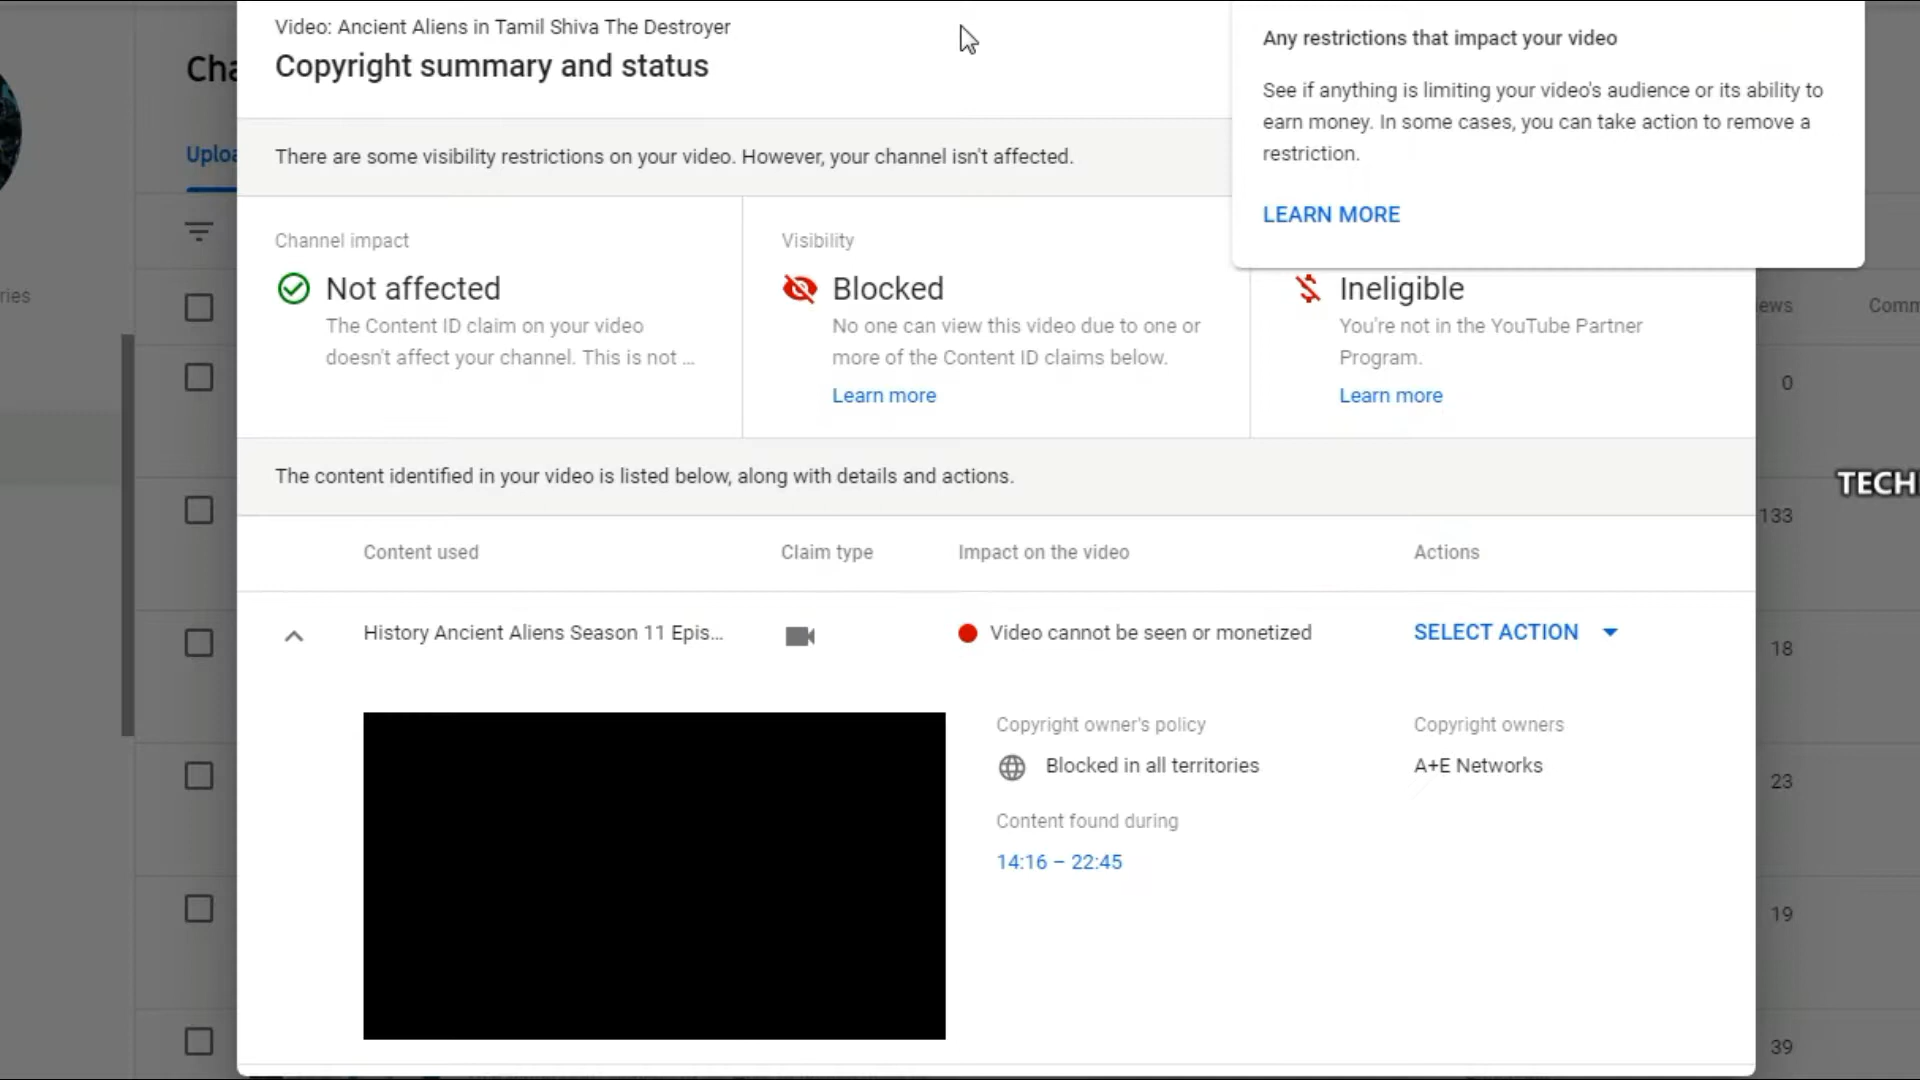 Video: Ancient Aliens in Tamil Shiva The Destroyer
Copyright summary and status
Any restrictions that impact your video
See if anything is limiting your video's audience or its ability to
earn money. In some cases, you can take action to remove a
restriction.
LEARN MORE
Cha
Uploa
There are some visibility restrictions on your video. However, your channel isn't affected.
Channel impact
Not affected
The Content ID claim on your video
doesn't affect your channel. This is not ...
Visibility
Blocked
No one can view this video due to one or
more of the Content ID claims below.
Learn more
Ineligible
You're not in the YouTube Partner
Program.
Learn more
ries
ews
Comm
0
The content identified in your video is listed below, along with details and actions.
TECH
133
Content used
Claim type
Impact on the video
Actions
History Ancient Aliens Season 11 Epis...
Video cannot be seen or monetized
SELECT ACTION
18
Copyright owner's policy
Blocked in all territories
Copyright owners
A+E Networks
23
Content found during
14:16 – 22:45
19
39